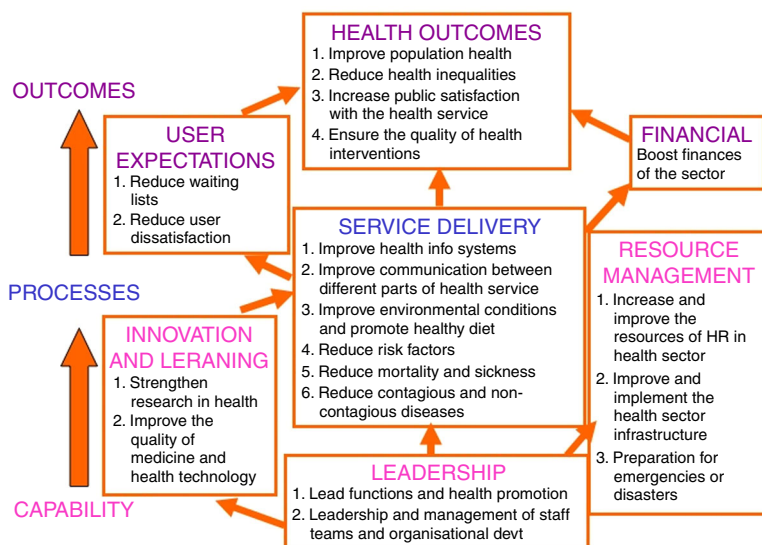 HEALTH OUTCOMES
1. Improve population health
2. Reduce health inequalities
3. Increase public satisfaction
with the health service
4. Ensure the quality of health
interventions
OUTCOMES
USER
EXPECTATIONS
1. Reduce waiting
lists
2. Reduce user
dissatisfaction
FINANCIAL
Boost finances
of the sector
SERVICE DELIVERY
1. Improve health info systems
2. Improve communication between
different parts of health service
3. Improve environmental conditions
and promote healthy diet
4. Reduce risk factors
5. Reduce mortality and sickness
6. Reduce contagious and non-
contagious diseases
RESOURCE
MANAGEMENT
1. Increase and
improve the
resources of HR in
health sector
2. Improve and
implement the
health sector
infrastructure
3. Preparation for
emergencies or
disasters
PROCESSES
INNOVATION
AND LERANING
1. Strengthen
research in health
2. Improve the
quality of
medicine and
health technology
CAPABILITY
LEADERSHIP
1. Lead functions and health promotion
2. Leadership and management of staff
teams and organisational devt